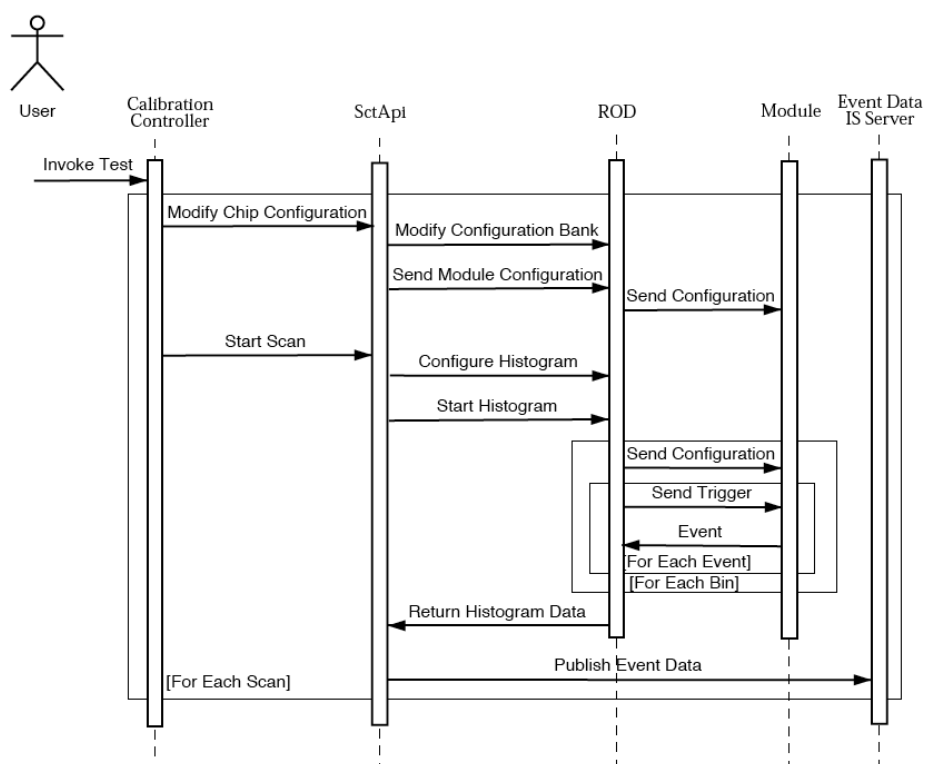 User
Calibration
Controller
SctApi
ROD
Module
Event Data
IS Server
Invoke Test
Modify Chip Configuration
Modify Configuration Bank
Send Module Configuration
Send Configuration
Start Scan
Configure Histogram
Start Histogram
Send Configuration
Send Trigger
Event
[For Each Event]
[For Each Bin]
Return Histogram Data
Publish Event Data
[For Each Scan]